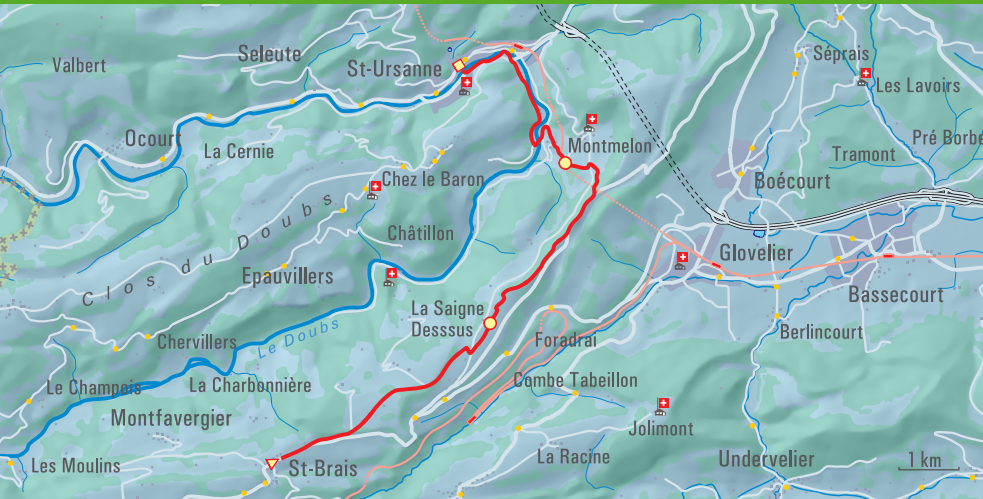 Seleute
Valbert
St-Ursanne
Séprais
Les Lavoirs
Ocourt
La Cernie
Montmelon
Tramont
Pré Borbe
Chez le Baron
Boécourt
Clos du Doubs
Châtillon
Epauvillers
Glovelier
Bassecourt
La Saigne
Desssus
Le Doubs
Chervillers
Foradrai
Berlincourt
Le Champois
La Charbonnière
Combe Tabeillon
Montfavergier
Jolimont
Les Moulins
St-Brais
La Racine
Undervelier
1 km